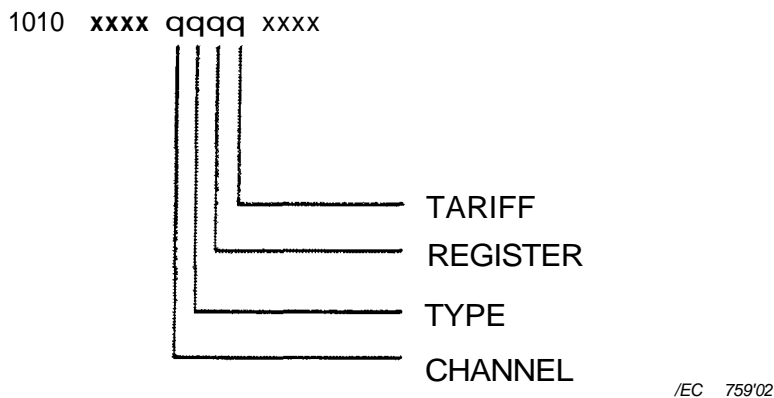 1010 xxxx qqqq xxxx
TARIFF
REGISTER
TYPE
CHANNEL
/EC 759'02